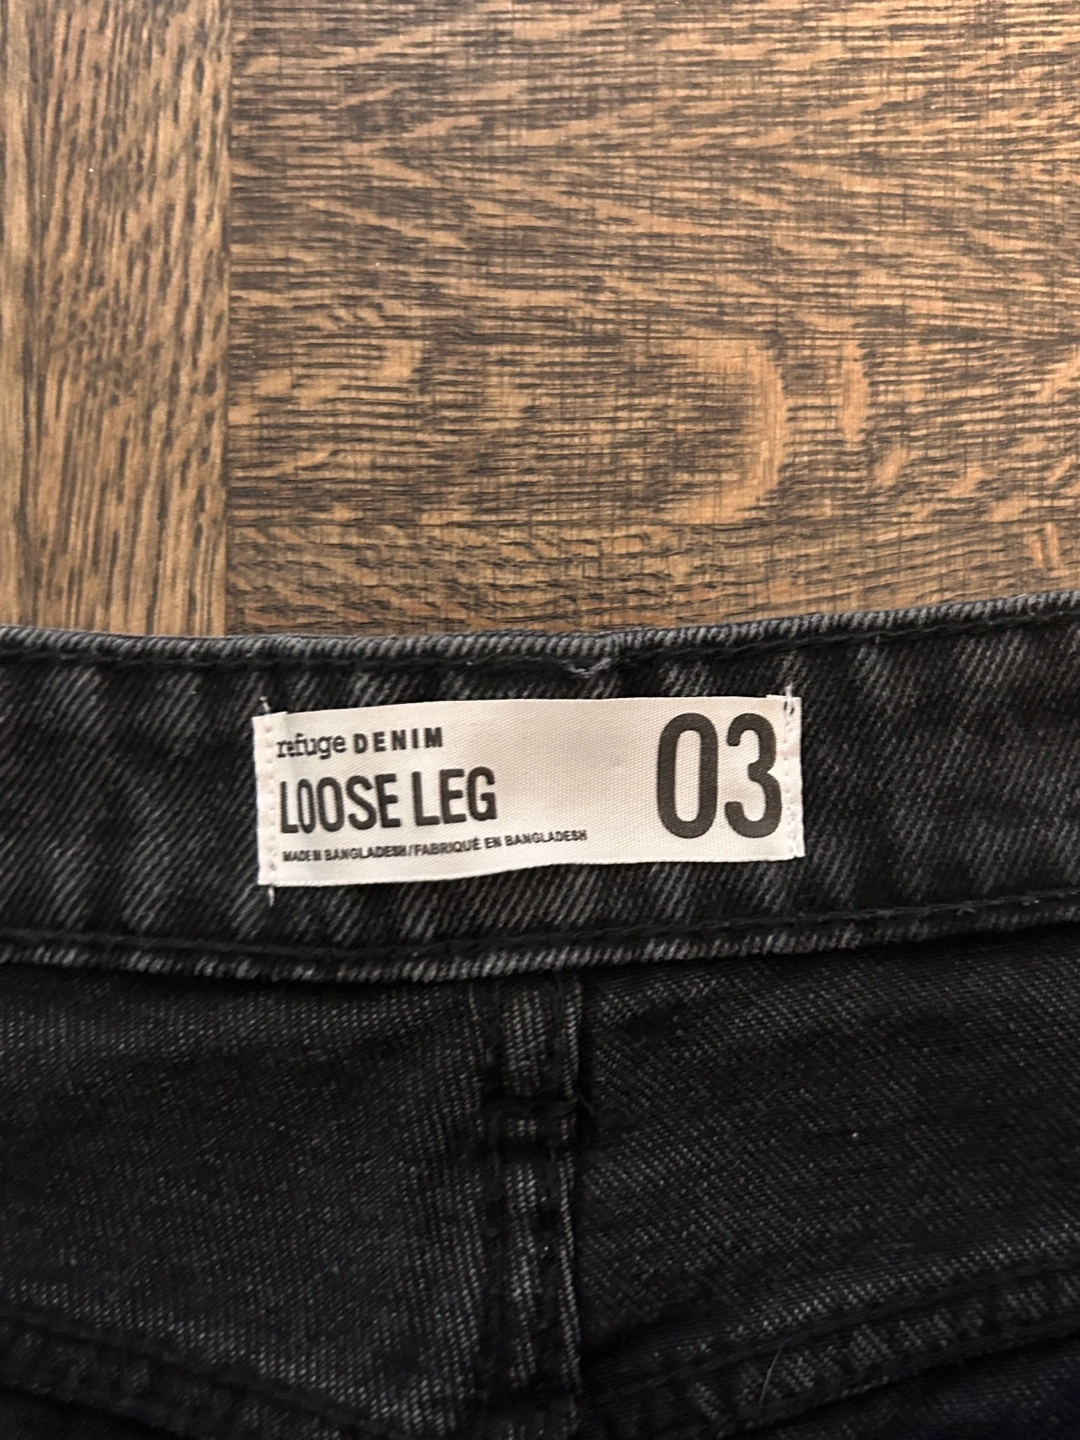 refuge DENIM
LOOSE LEG
03
MADE IN BANGLADESH/FABRIQUÉ EN BANGLADESH